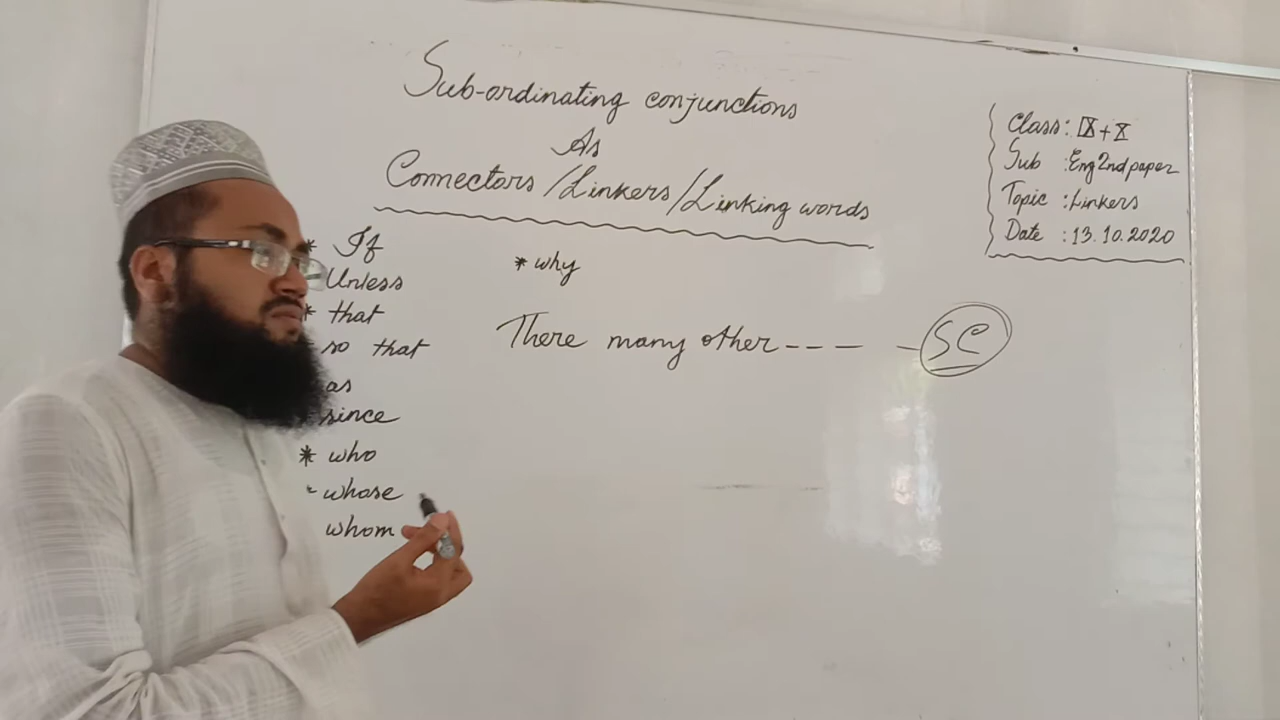 Sub-ordinating conjunctions
As
Connectors / Linkers / Linking words
Class: IX + X
Sub : Eng 2nd paper
Topic : Linkers
Date : 13.10.2020
* If
Unless
* that
so that
as
since
* who
* whose
whom
* why
There many other - - - - SC